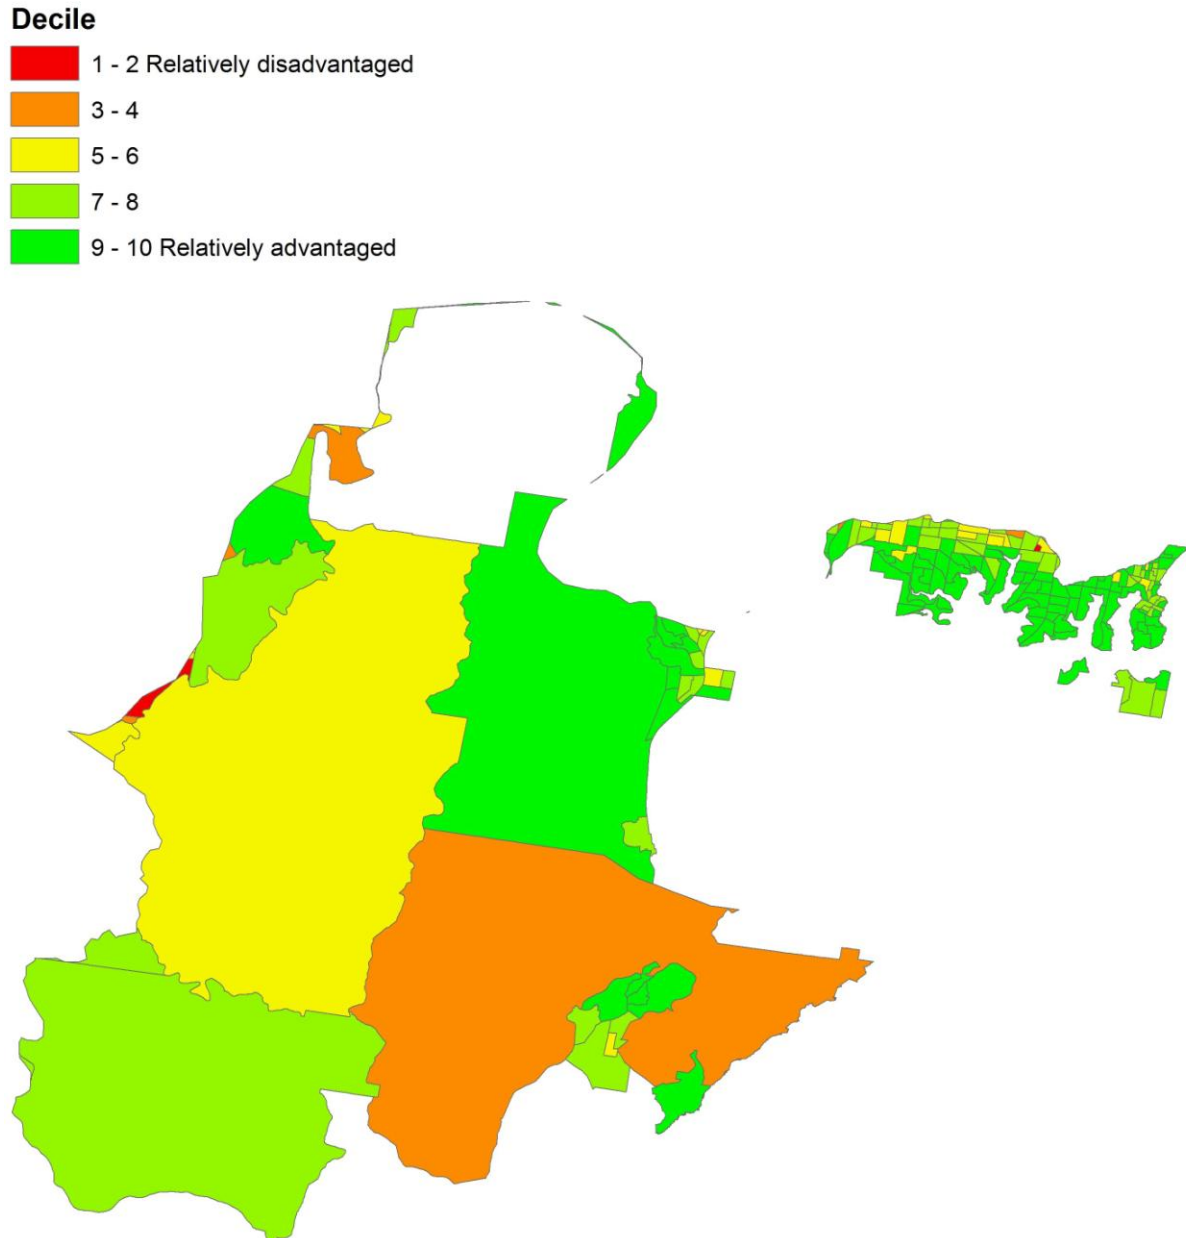 Decile
1 - 2 Relatively disadvantaged
3 - 4
5 - 6
7 - 8
9 - 10 Relatively advantaged